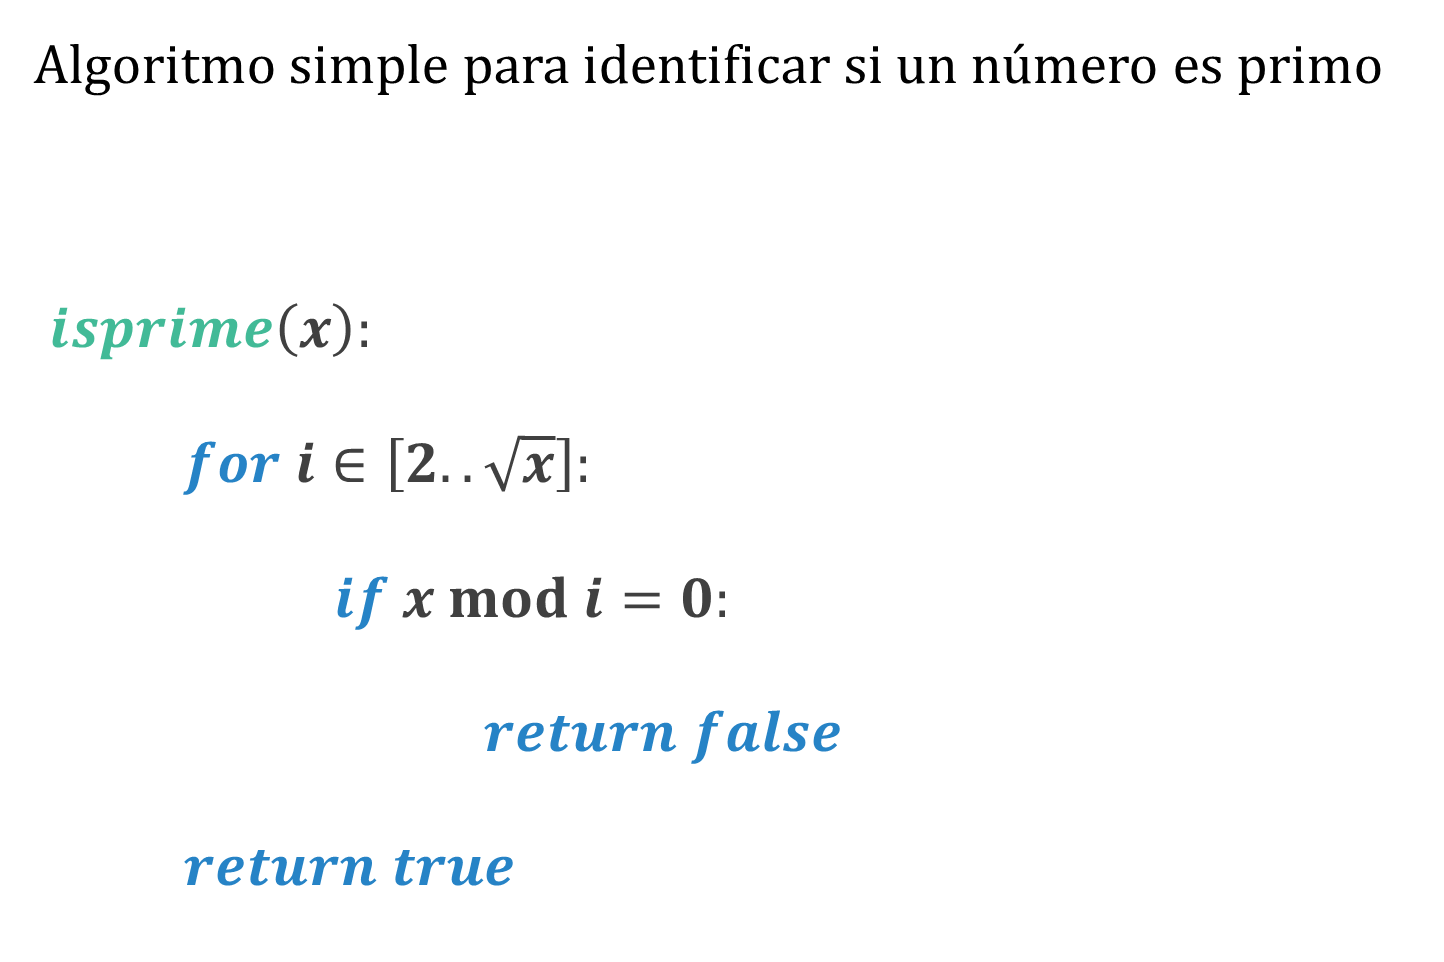 Algoritmo simple para identificar si un número es primo
isprime(x):
for i ∈ [2..√x]:
if x mod i = 0:
return false
return true